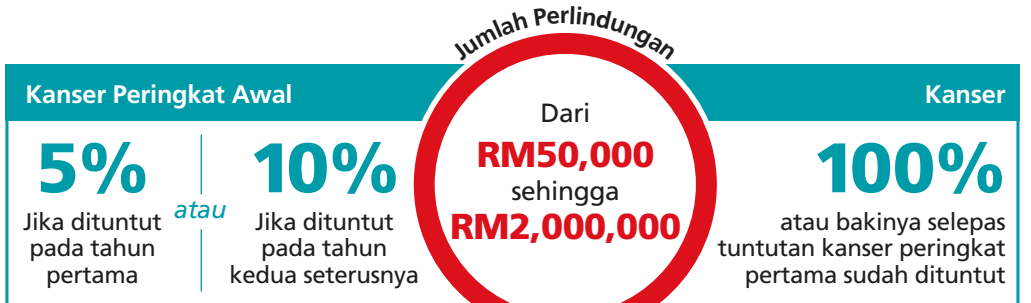 Jumlah Perlindungan
Kanser Peringkat Awal
5%
Jika dituntut
pada tahun
pertama
atau
10%
Jika dituntut
pada tahun
kedua seterusnya
Dari
RM50,000
sehingga
RM2,000,000
Kanser
100%
atau bakinya selepas
tuntutan kanser peringkat
pertama sudah dituntut